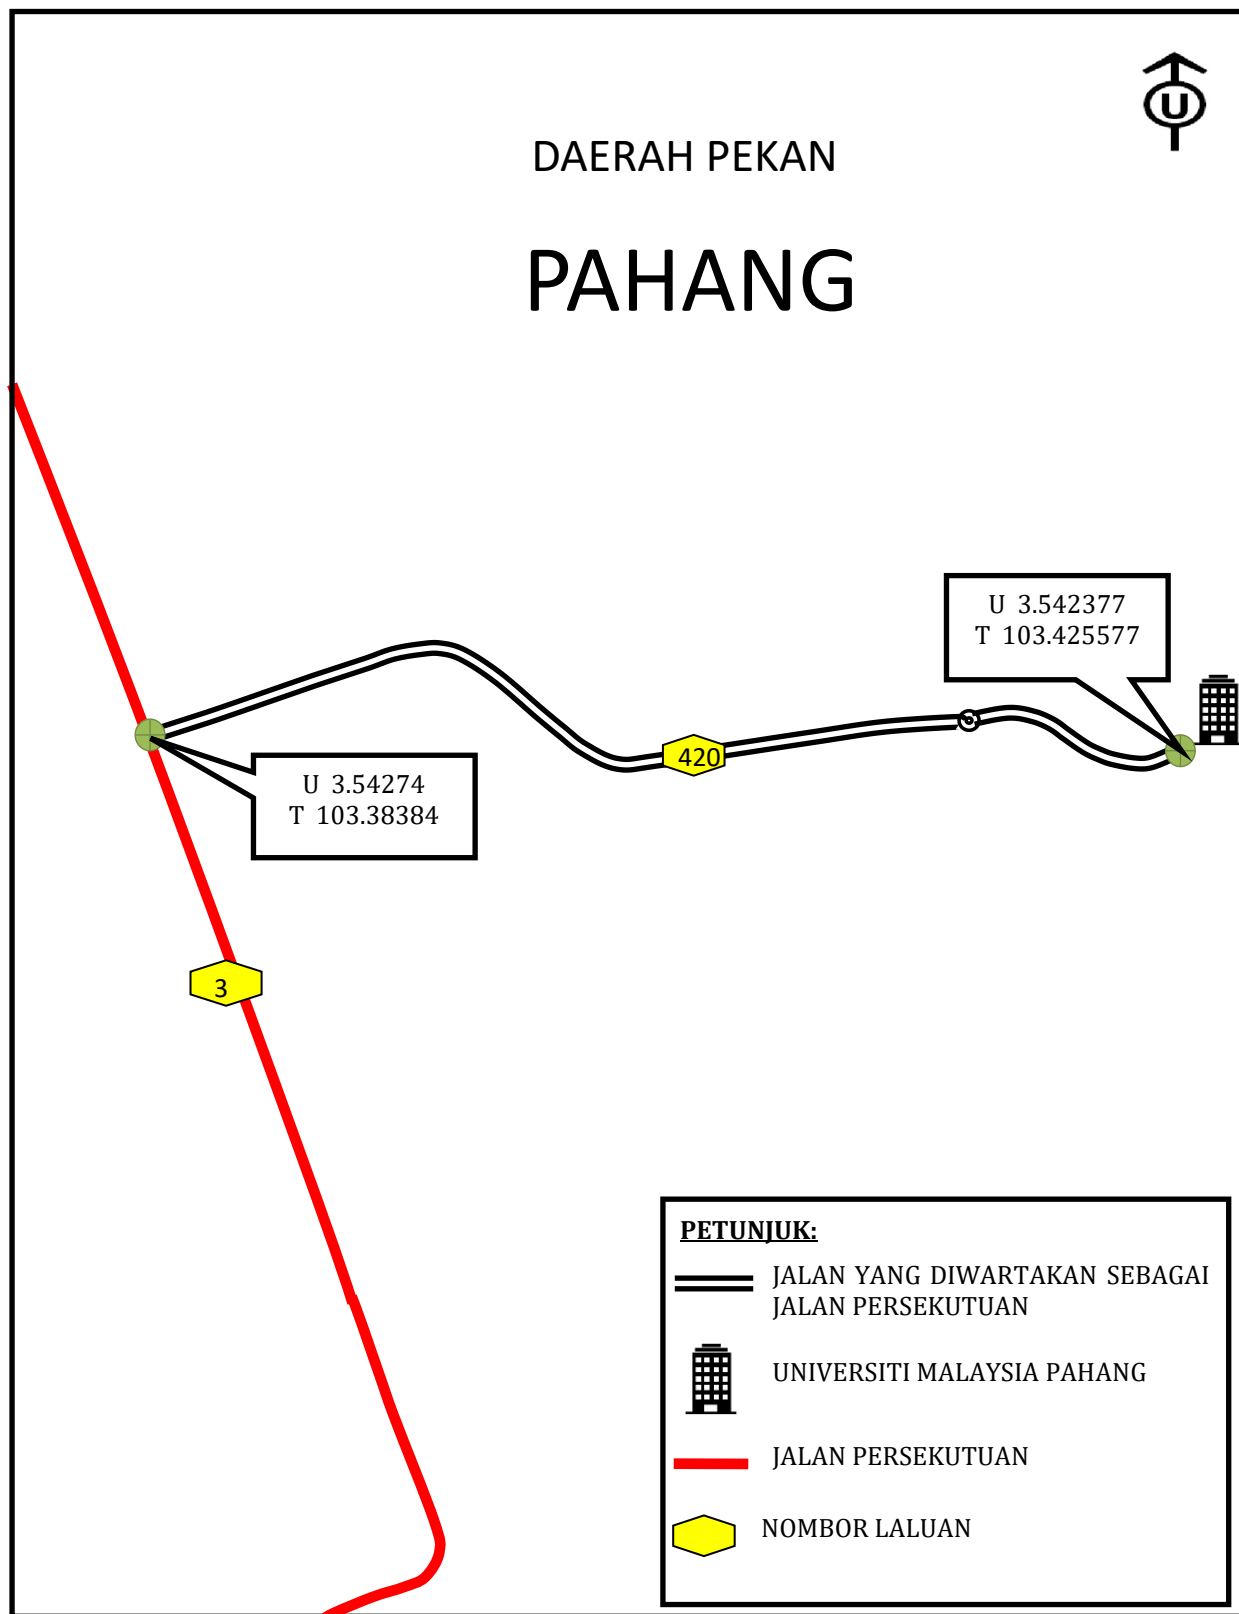 U
DAERAH PEKAN
PAHANG
U 3.542377
T 103.425577
420
U 3.54274
T 103.38384
3
PETUNJUK:
JALAN YANG DIWARTAKAN SEBAGAI
JALAN PERSEKUTUAN
UNIVERSITI MALAYSIA PAHANG
JALAN PERSEKUTUAN
NOMBOR LALUAN